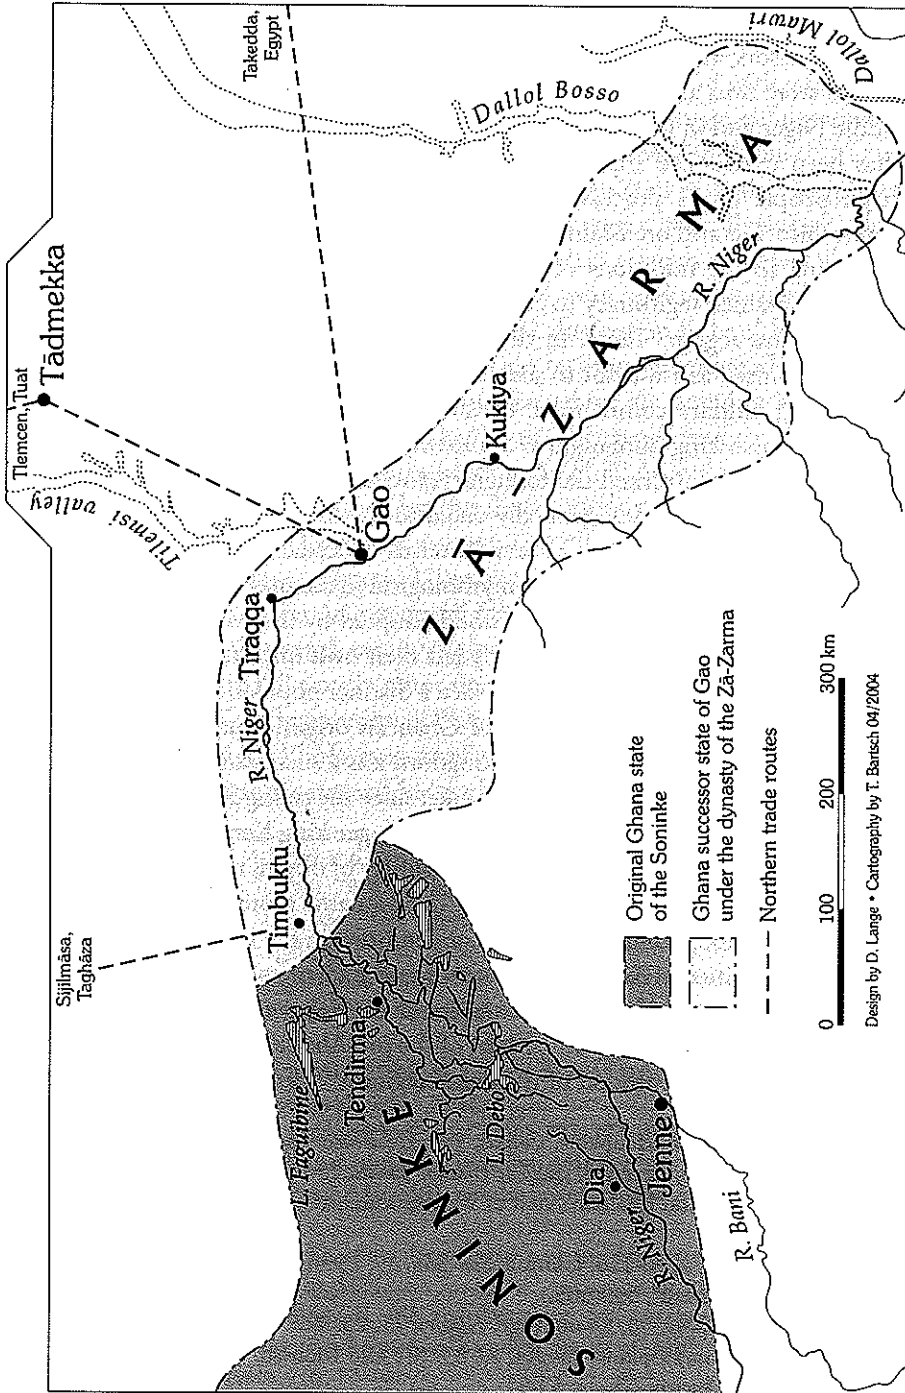 Sijilmāsa,
Taghāza
Tlemcen, Tuat
Tādmekka
Takedda,
Egypt
Tilemsi valley
Timbuktu
R. Niger
Tiraqqa
Gao
Kukiya
Dallol Bosso
Dallol Mawri
L. Faguibine
Tendirma
L. Debo
Dia
Jenne
R. Niger
R. Bani
R. Niger
SONINKE
ZĀ–ZARMA
Original Ghana state
of the Soninke
Ghana successor state of Gao
under the dynasty of the Zā-Zarma
Northern trade routes
0 100 200 300 km
Design by D. Lange • Cartography by T. Bartsch 04/2004